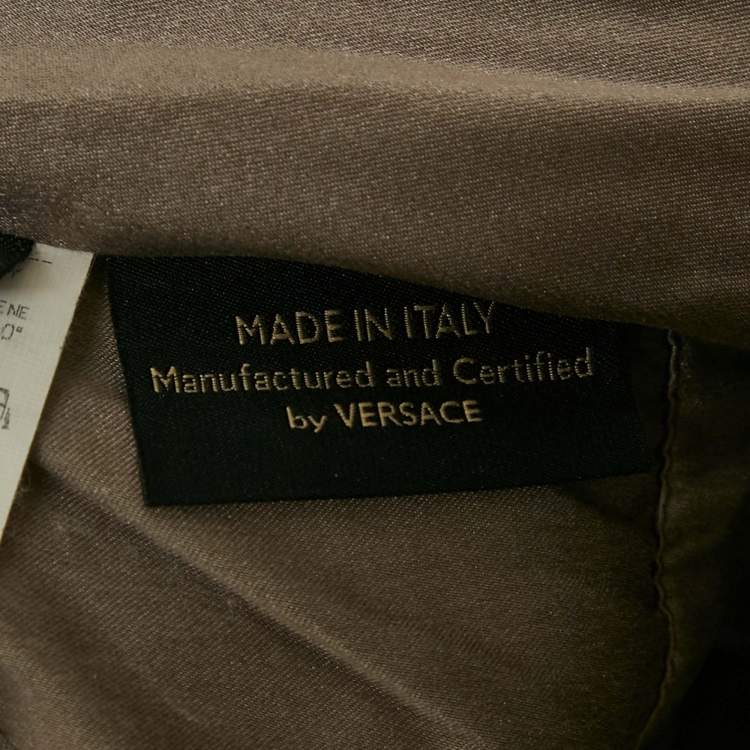 MADE IN ITALY
Manufactured and Certified
by VERSACE